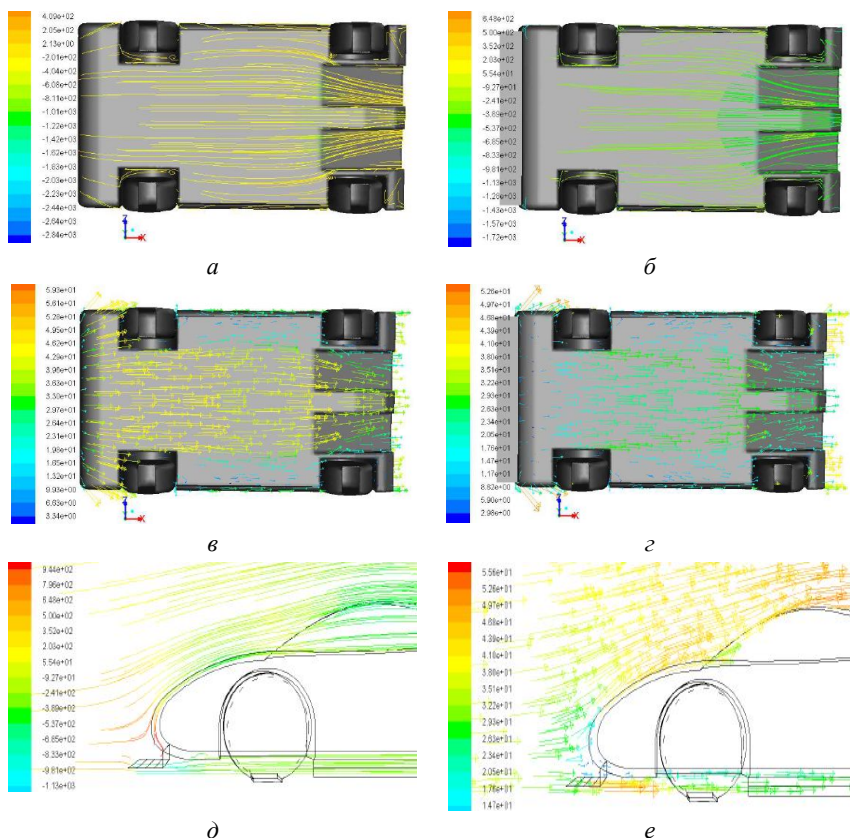 4.09e+02
2.05e+02
2.13e+00
-2.01e+02
-4.04e+02
-6.08e+02
-8.11e+02
-1.01e+03
-1.22e+03
-1.42e+03
-1.62e+03
-1.83e+03
-2.03e+03
-2.23e+03
-2.44e+03
-2.64e+03
-2.84e+03
Z
X
а
6.48e+02
5.00e+02
3.52e+02
2.03e+02
5.54e+01
-9.27e+01
-2.41e+02
-3.89e+02
-5.37e+02
-6.85e+02
-8.33e+02
-9.81e+02
-1.13e+03
-1.28e+03
-1.43e+03
-1.57e+03
-1.72e+03
Z
X
б
5.93e+01
5.61e+01
5.28e+01
4.95e+01
4.62e+01
4.29e+01
3.96e+01
3.63e+01
3.30e+01
2.97e+01
2.64e+01
2.31e+01
1.98e+01
1.65e+01
1.32e+01
9.93e+00
6.63e+00
3.34e+00
Z
X
в
5.26e+01
4.97e+01
4.68e+01
4.39e+01
4.10e+01
3.80e+01
3.51e+01
3.22e+01
2.93e+01
2.63e+01
2.34e+01
2.05e+01
1.76e+01
1.47e+01
1.17e+01
8.82e+00
5.90e+00
2.98e+00
Z
X
г
9.44e+02
7.96e+02
6.48e+02
5.00e+02
3.52e+02
2.03e+02
5.54e+01
-9.27e+01
-2.41e+02
-3.89e+02
-5.37e+02
-6.85e+02
-8.33e+02
-9.81e+02
-1.13e+03
д
5.56e+01
5.26e+01
4.97e+01
4.68e+01
4.39e+01
4.10e+01
3.80e+01
3.51e+01
3.22e+01
2.93e+01
2.63e+01
2.34e+01
2.05e+01
1.76e+01
1.47e+01
е